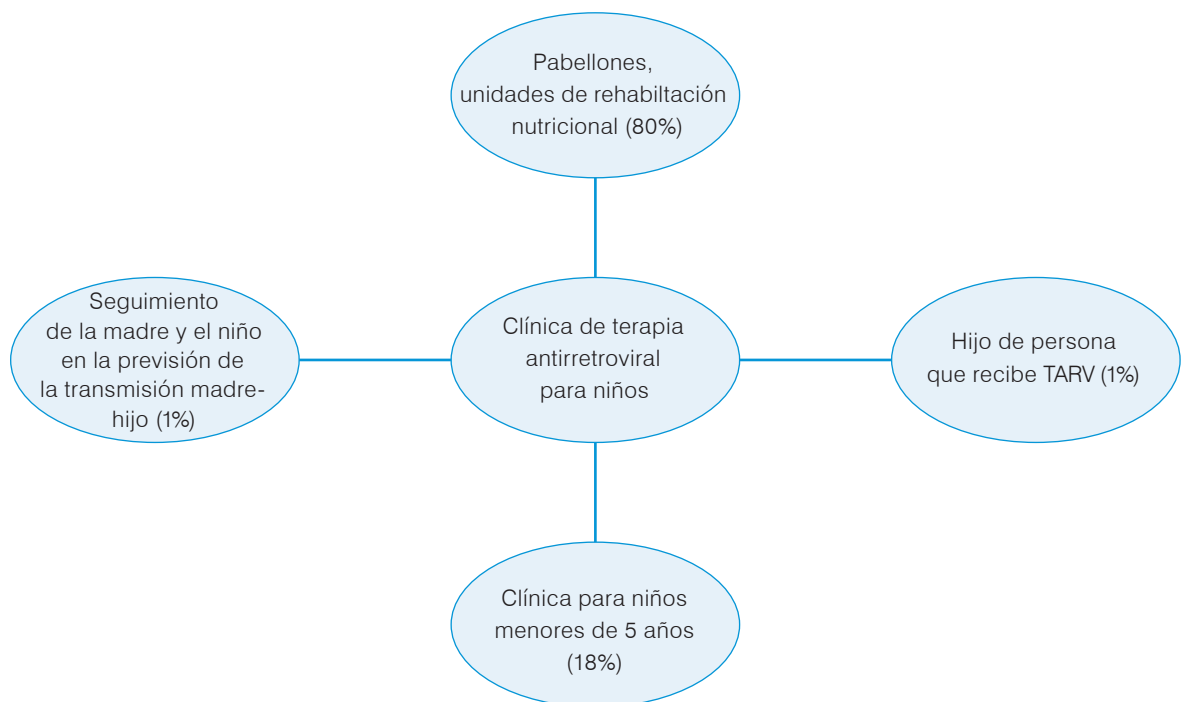 Pabellones,
unidades de rehabiltación
nutricional (80%)
Seguimiento
de la madre y el niño
en la previsión de
la transmisión madre-
hijo (1%)
Clínica de terapia
antirretroviral
para niños
Hijo de persona
que recibe TARV (1%)
Clínica para niños
menores de 5 años
(18%)